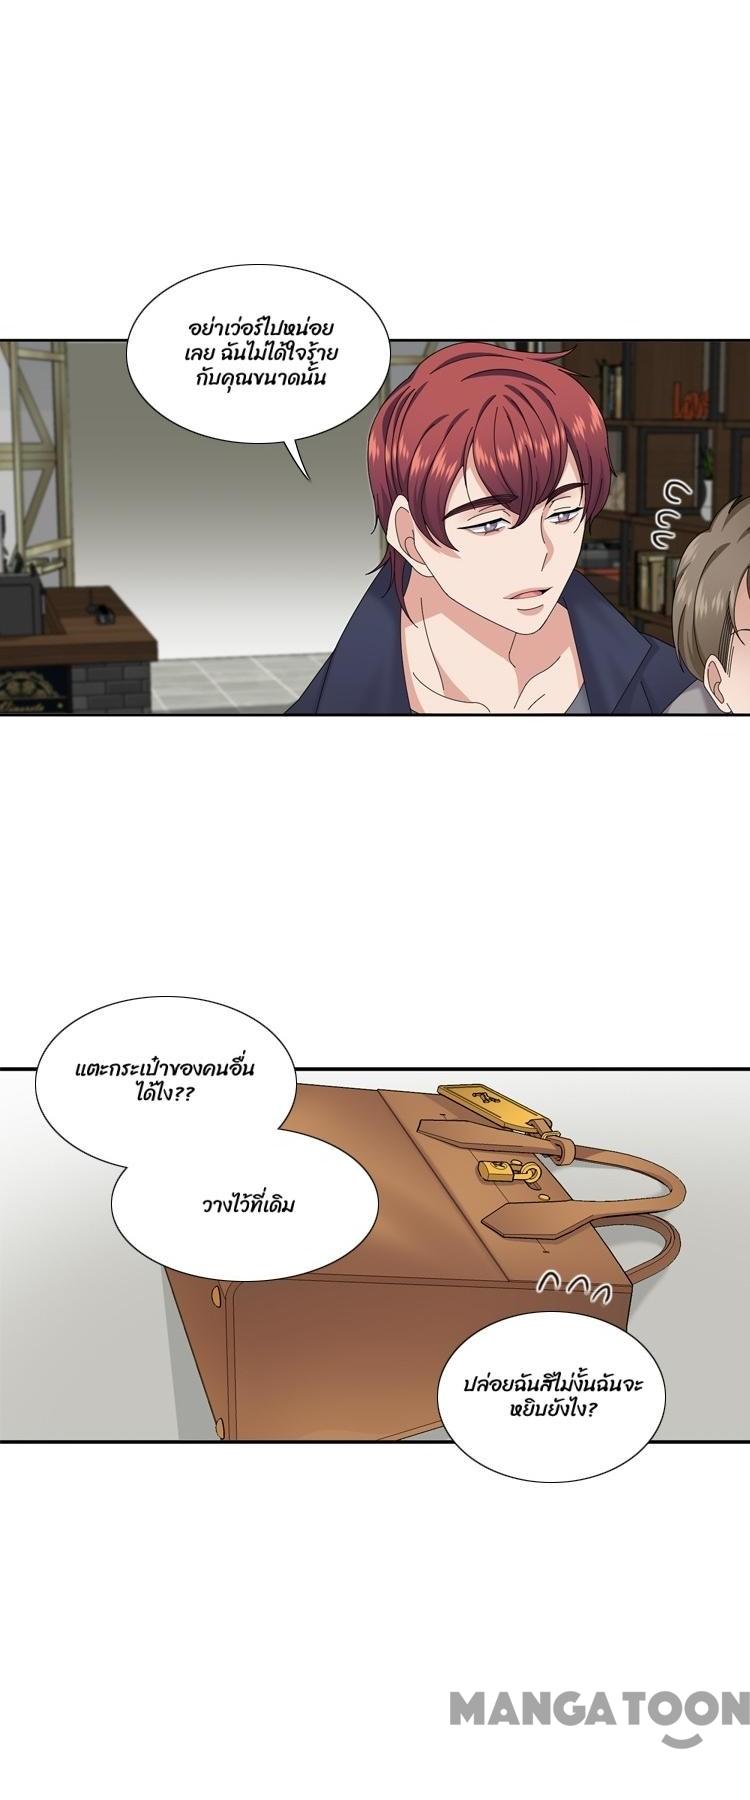 อย่าเว่อร์ไปหน่อย
เลย ฉันไม่ได้ใจร้าย
กับคุณขนาดนั้น
Love
แตะกระเป๋าของคนอื่น
ได้ไง??
วางไว้ที่เดิม
ปล่อยฉันสิไม่งั้นฉันจะ
หยิบยังไง?
MANGATOON